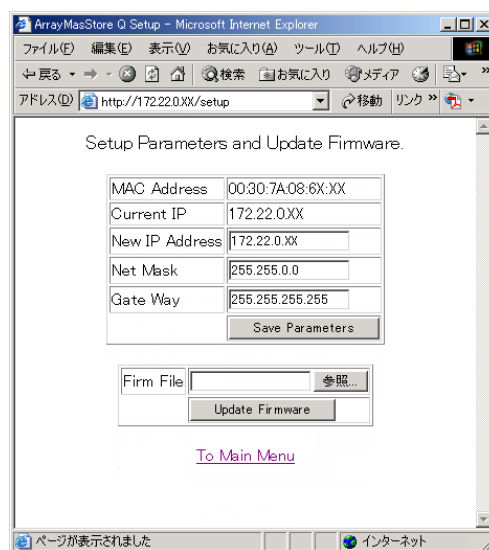 ArrayMasStore Q Setup - Microsoft Internet Explorer
ファイル(F) 編集(E) 表示(V) お気に入り(A) ツール(T) ヘルプ(H)
戻る 検索 お気に入り メディア »
アドレス(D) http://172.22.0.XX/setup 移動 リンク »
Setup Parameters and Update Firmware.
MAC Address 00:30:7A:08:6X:XX
Current IP 172.22.0.XX
New IP Address 172.22.0.XX
Net Mask 255.255.0.0
Gate Way 255.255.255.255
Save Parameters
Firm File 参照...
Update Firmware
To Main Menu
ページが表示されました インターネット